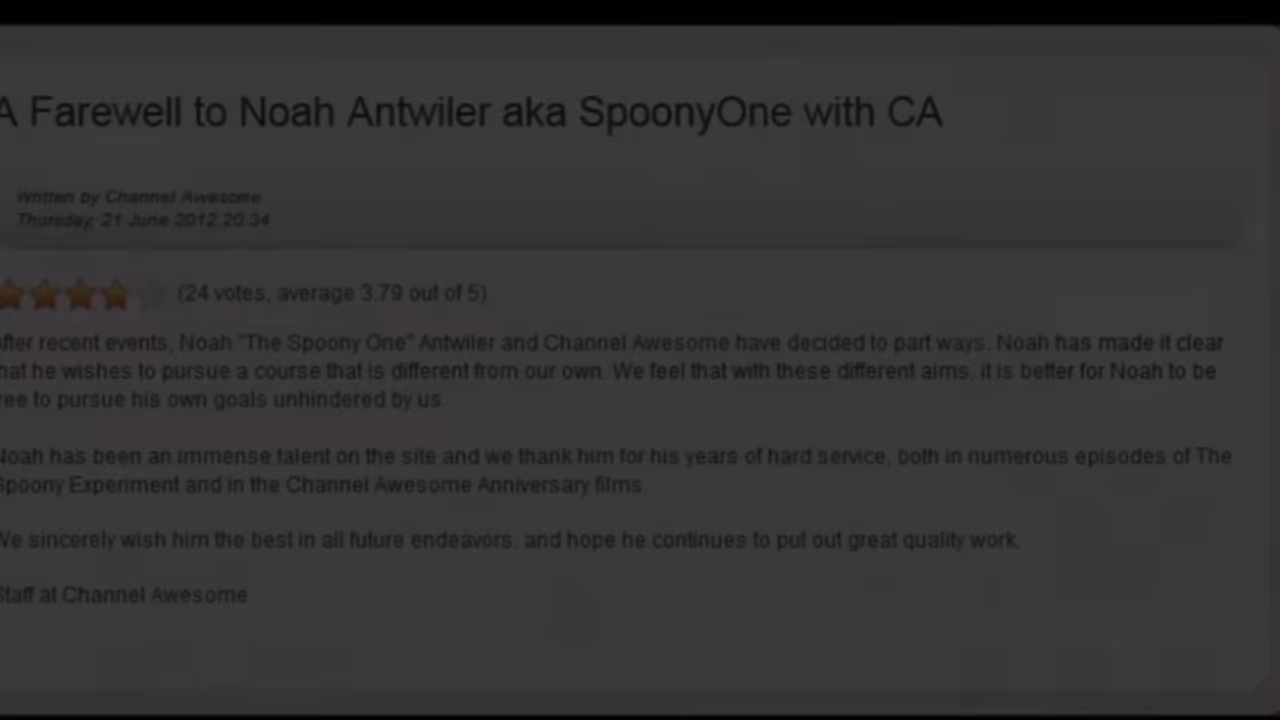 A Farewell to Noah Antwiler aka SpoonyOne with CA
Written by Channel Awesome
Thursday, 21 June 2012 20:34
(24 votes, average 3.79 out of 5)
After recent events, Noah "The Spoony One" Antwiler and Channel Awesome have decided to part ways. Noah has made it clear
that he wishes to pursue a course that is different from our own. We feel that with these different aims, it is better for Noah to be
free to pursue his own goals unhindered by us.
Noah has been an immense talent on the site and we thank him for his years of hard service, both in numerous episodes of The
Spoony Experiment and in the Channel Awesome Anniversary films.
We sincerely wish him the best in all future endeavors, and hope he continues to put out great quality work.
Staff at Channel Awesome